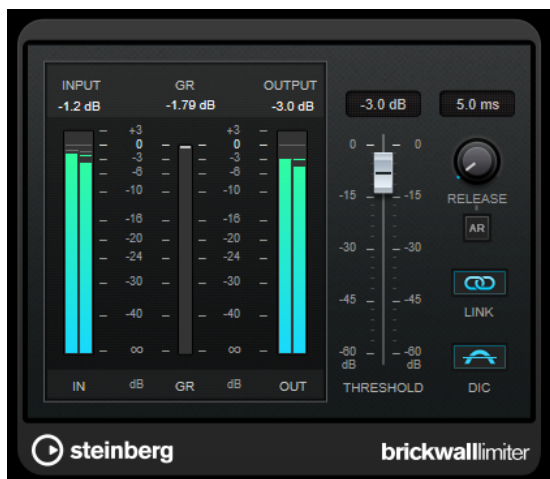 INPUT GR OUTPUT
-1.2 dB -1.79 dB -3.0 dB
-3.0 dB 5.0 ms
+3 +3
0 0
-3 -3
-6 -6
-10 -10
-16 -16
-20 -20
-24 -24
-30 -30
-40 -40
∞ ∞
IN dB GR dB OUT
0 0
-15 -15
-30 -30
-45 -45
-60 -60
dB dB
THRESHOLD
RELEASE
AR
LINK
DIC
steinberg
brickwalllimiter